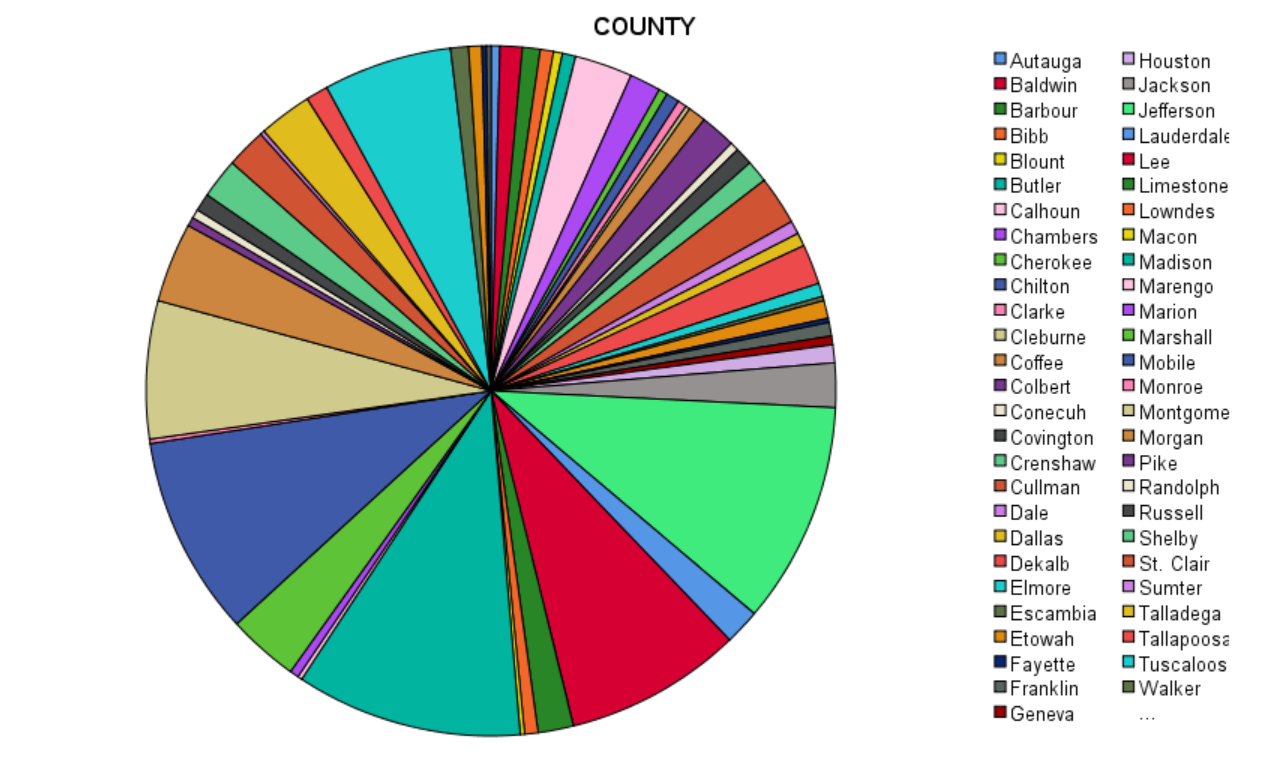 COUNTY
Autauga
Baldwin
Barbour
Bibb
Blount
Butler
Calhoun
Chambers
Cherokee
Chilton
Clarke
Cleburne
Coffee
Colbert
Conecuh
Covington
Crenshaw
Cullman
Dale
Dallas
Dekalb
Elmore
Escambia
Etowah
Fayette
Franklin
Geneva
Houston
Jackson
Jefferson
Lauderdale
Lee
Limestone
Lowndes
Macon
Madison
Marengo
Marion
Marshall
Mobile
Monroe
Montgome
Morgan
Pike
Randolph
Russell
Shelby
St. Clair
Sumter
Talladega
Tallapoosa
Tuscaloos
Walker
...